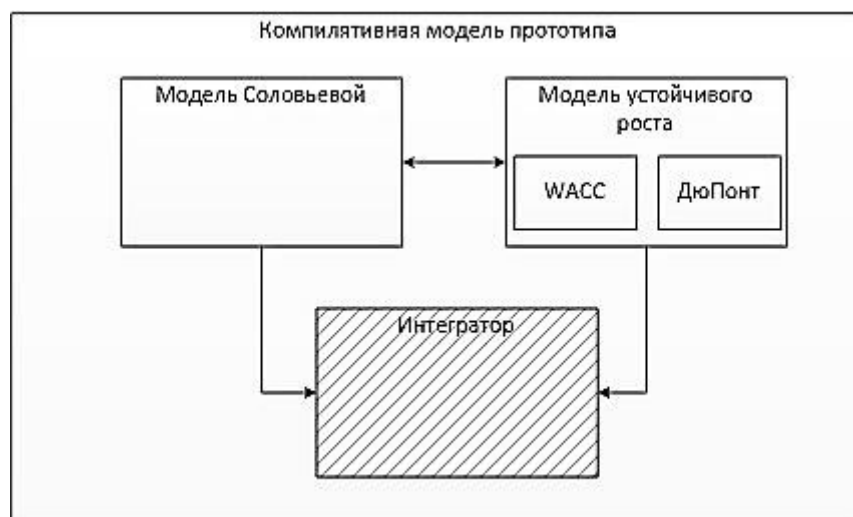 Компилятивная модель прототипа
Модель Соловьевой
Модель устойчивого
роста
WACC
ДюПонт
Интегратор